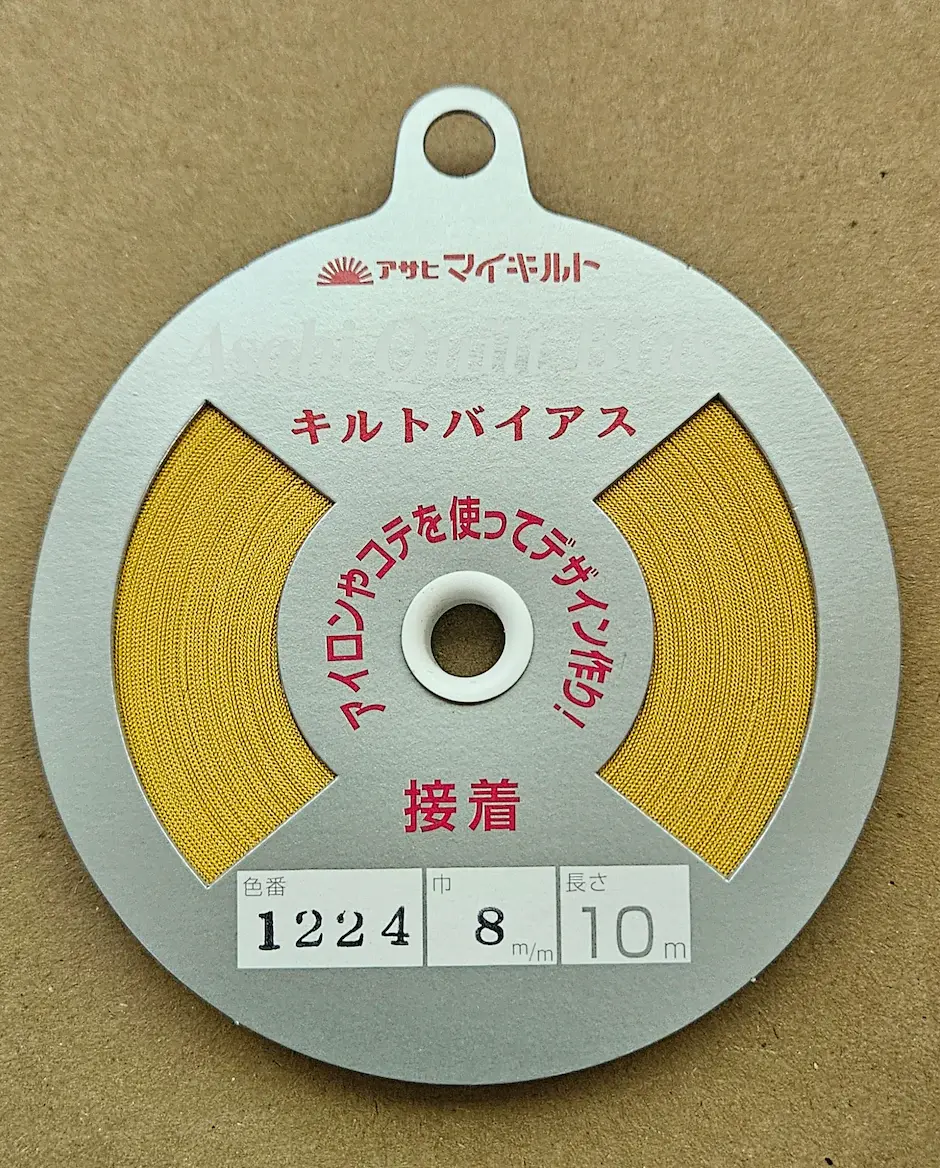 アサヒマイキルト
Asahi Quilt Bias
キルトバイアス
アイロンやコテを使ってデザイン作り!
接着
色番 巾 長さ
1224 8 m/m 10 m